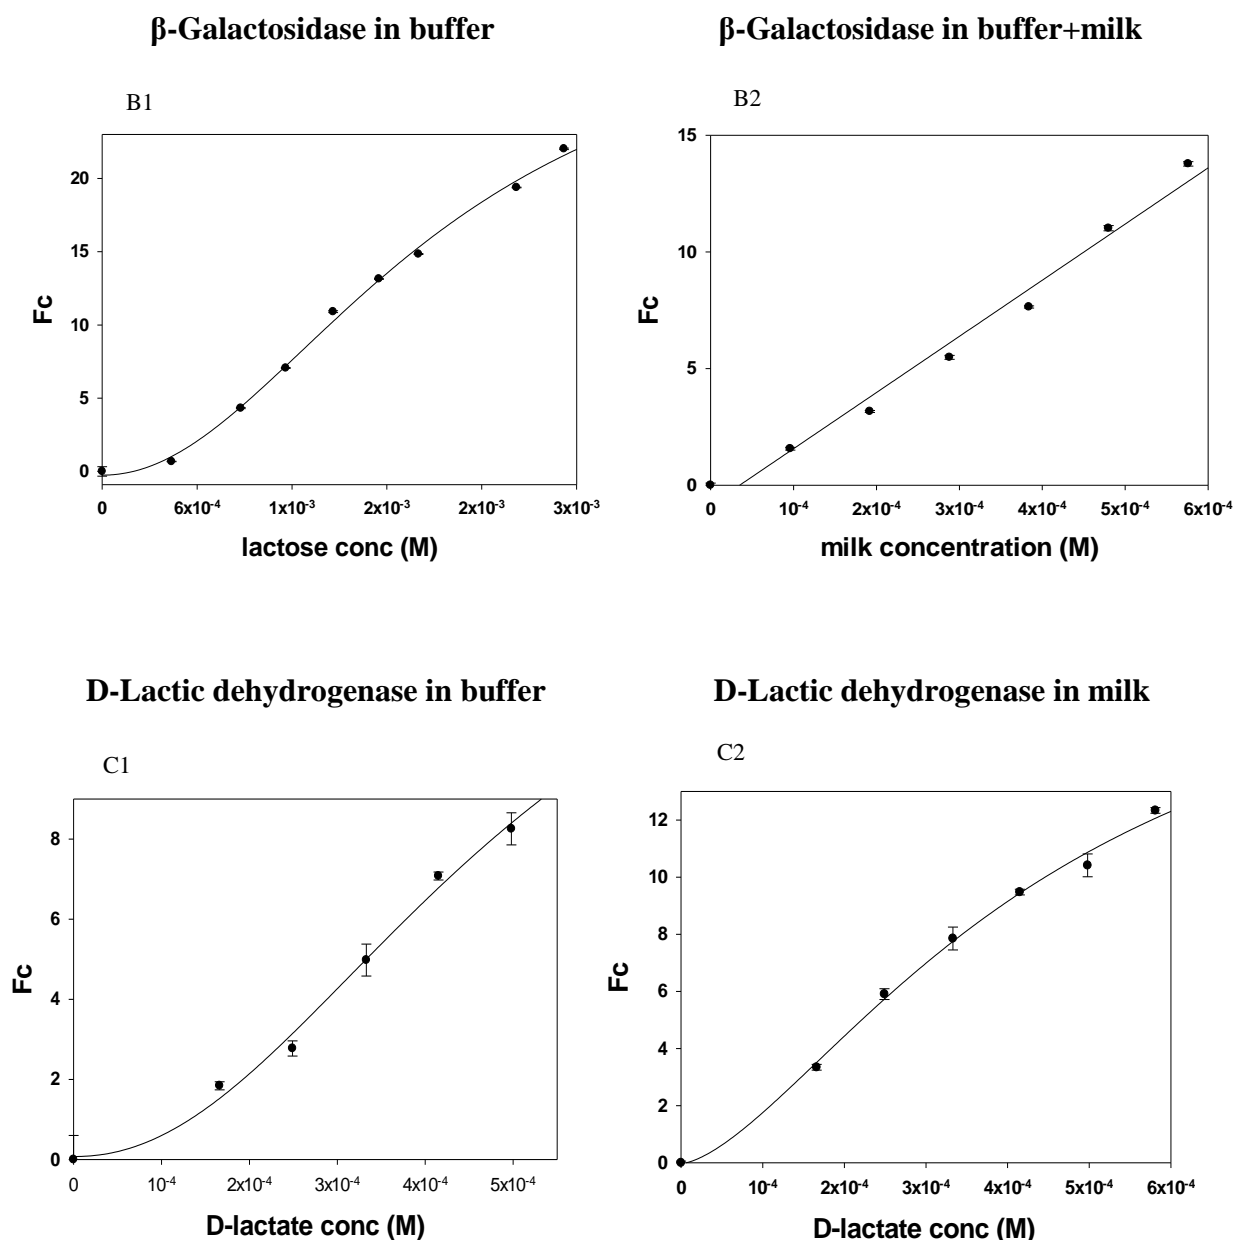 β-Galactosidase in buffer
β-Galactosidase in buffer+milk
B1
B2
20
15
10
5
0
Fc
0
6x10⁻⁴
1x10⁻³
2x10⁻³
2x10⁻³
3x10⁻³
lactose conc (M)
15
10
5
0
Fc
0
10⁻⁴
2x10⁻⁴
3x10⁻⁴
4x10⁻⁴
5x10⁻⁴
6x10⁻⁴
milk concentration (M)
D-Lactic dehydrogenase in buffer
D-Lactic dehydrogenase in milk
C1
C2
8
6
4
2
0
Fc
0
10⁻⁴
2x10⁻⁴
3x10⁻⁴
4x10⁻⁴
5x10⁻⁴
D-lactate conc (M)
12
10
8
6
4
2
0
Fc
0
10⁻⁴
2x10⁻⁴
3x10⁻⁴
4x10⁻⁴
5x10⁻⁴
6x10⁻⁴
D-lactate conc (M)